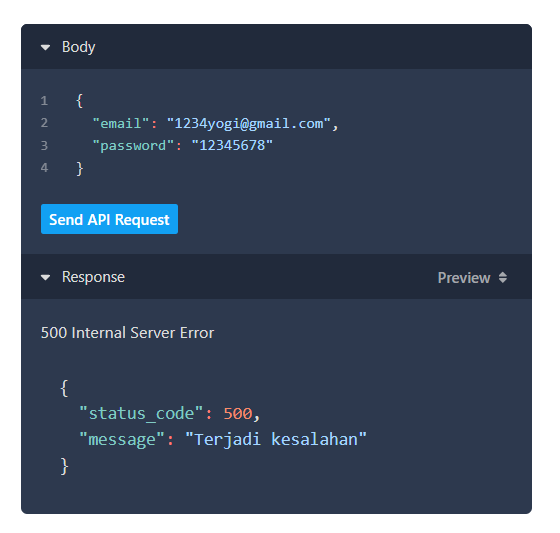 Body
1 {
2 "email": "1234yogi@gmail.com",
3 "password": "12345678"
4 }
Send API Request
Response Preview
500 Internal Server Error
{
"status_code": 500,
"message": "Terjadi kesalahan"
}